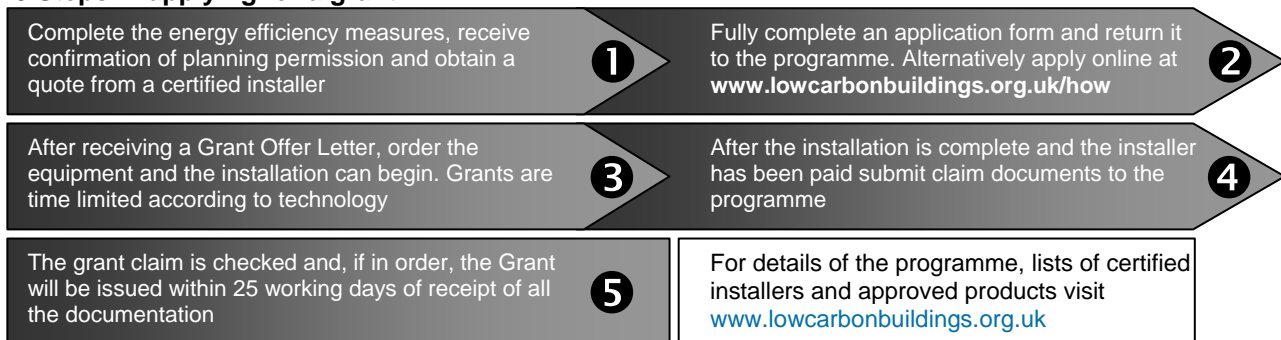 Complete the energy efficiency measures, receive
confirmation of planning permission and obtain a
quote from a certified installer
1
Fully complete an application form and return it
to the programme. Alternatively apply online at
www.lowcarbonbuildings.org.uk/how
2
After receiving a Grant Offer Letter, order the
equipment and the installation can begin. Grants are
time limited according to technology
3
After the installation is complete and the installer
has been paid submit claim documents to the
programme
4
The grant claim is checked and, if in order, the Grant
will be issued within 25 working days of receipt of all
the documentation
5
For details of the programme, lists of certified
installers and approved products visit
www.lowcarbonbuildings.org.uk